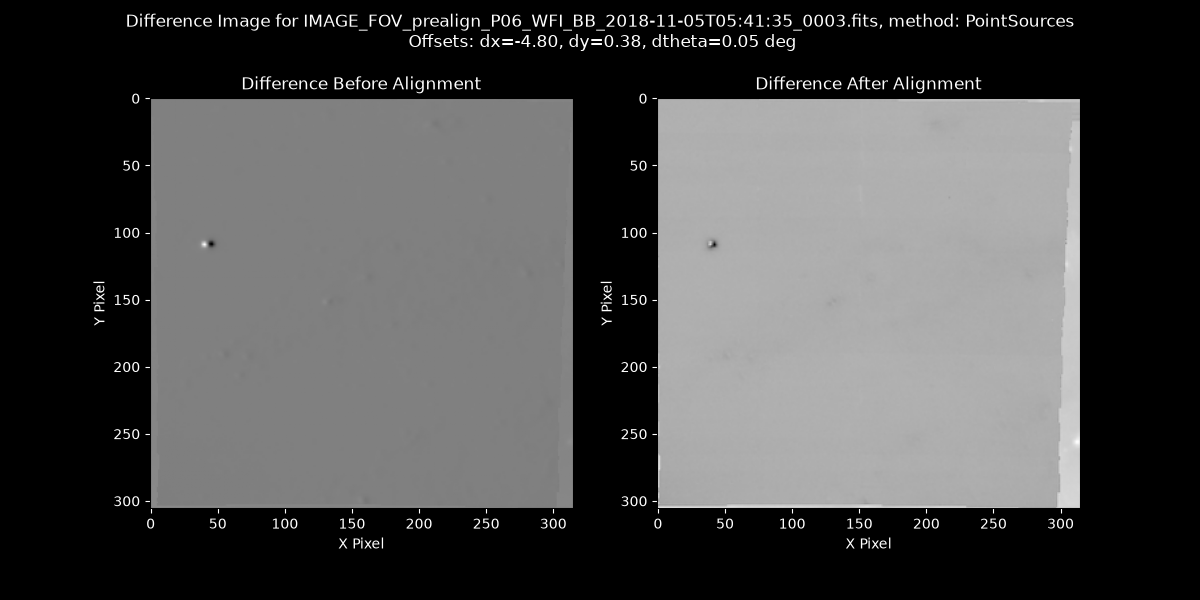 Difference Image for IMAGE_FOV_prealign_P06_WFI_BB_2018-11-05T05:41:35_0003.fits, method: PointSources
Offsets: dx=-4.80, dy=0.38, dtheta=0.05 deg
Difference Before Alignment
0
50
100
150
200
250
300
Y Pixel
0 50 100 150 200 250 300
X Pixel
Difference After Alignment
0
50
100
150
200
250
300
Y Pixel
0 50 100 150 200 250 300
X Pixel